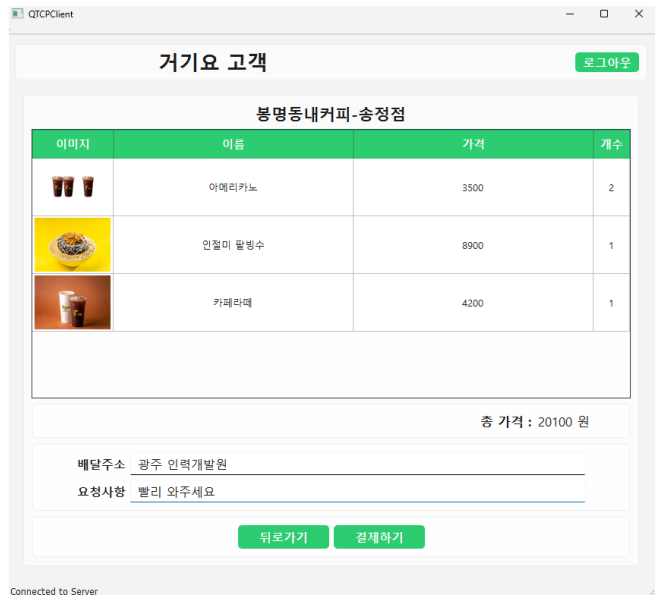 QTCPClient
거기요 고객 로그아웃
봉명동내커피-송정점
이미지 이름 가격 개수
아메리카노 3500 2
인절미 팥빙수 8900 1
카페라떼 4200 1
총 가격 : 20100 원
배달주소 광주 인력개발원
요청사항 빨리 와주세요
뒤로가기 결제하기
Connected to Server